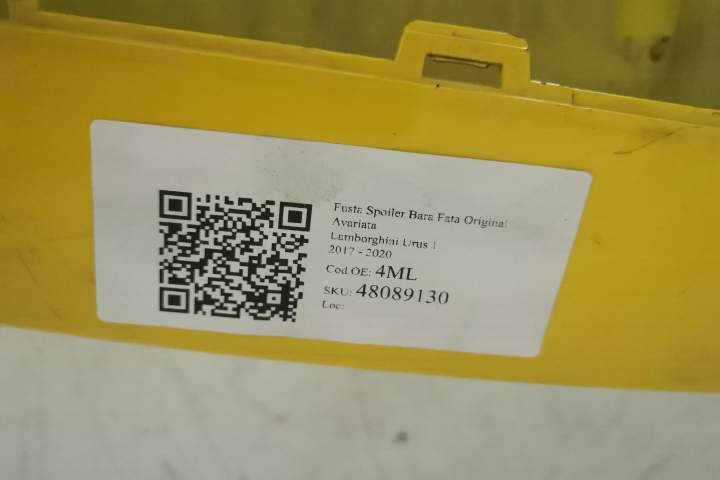 Fusta Spoiler Bara Fata Original
Avariata
Lamborghini Urus 1
2017 - 2020
Cod OE: 4ML
SKU: 48089130
Loc: